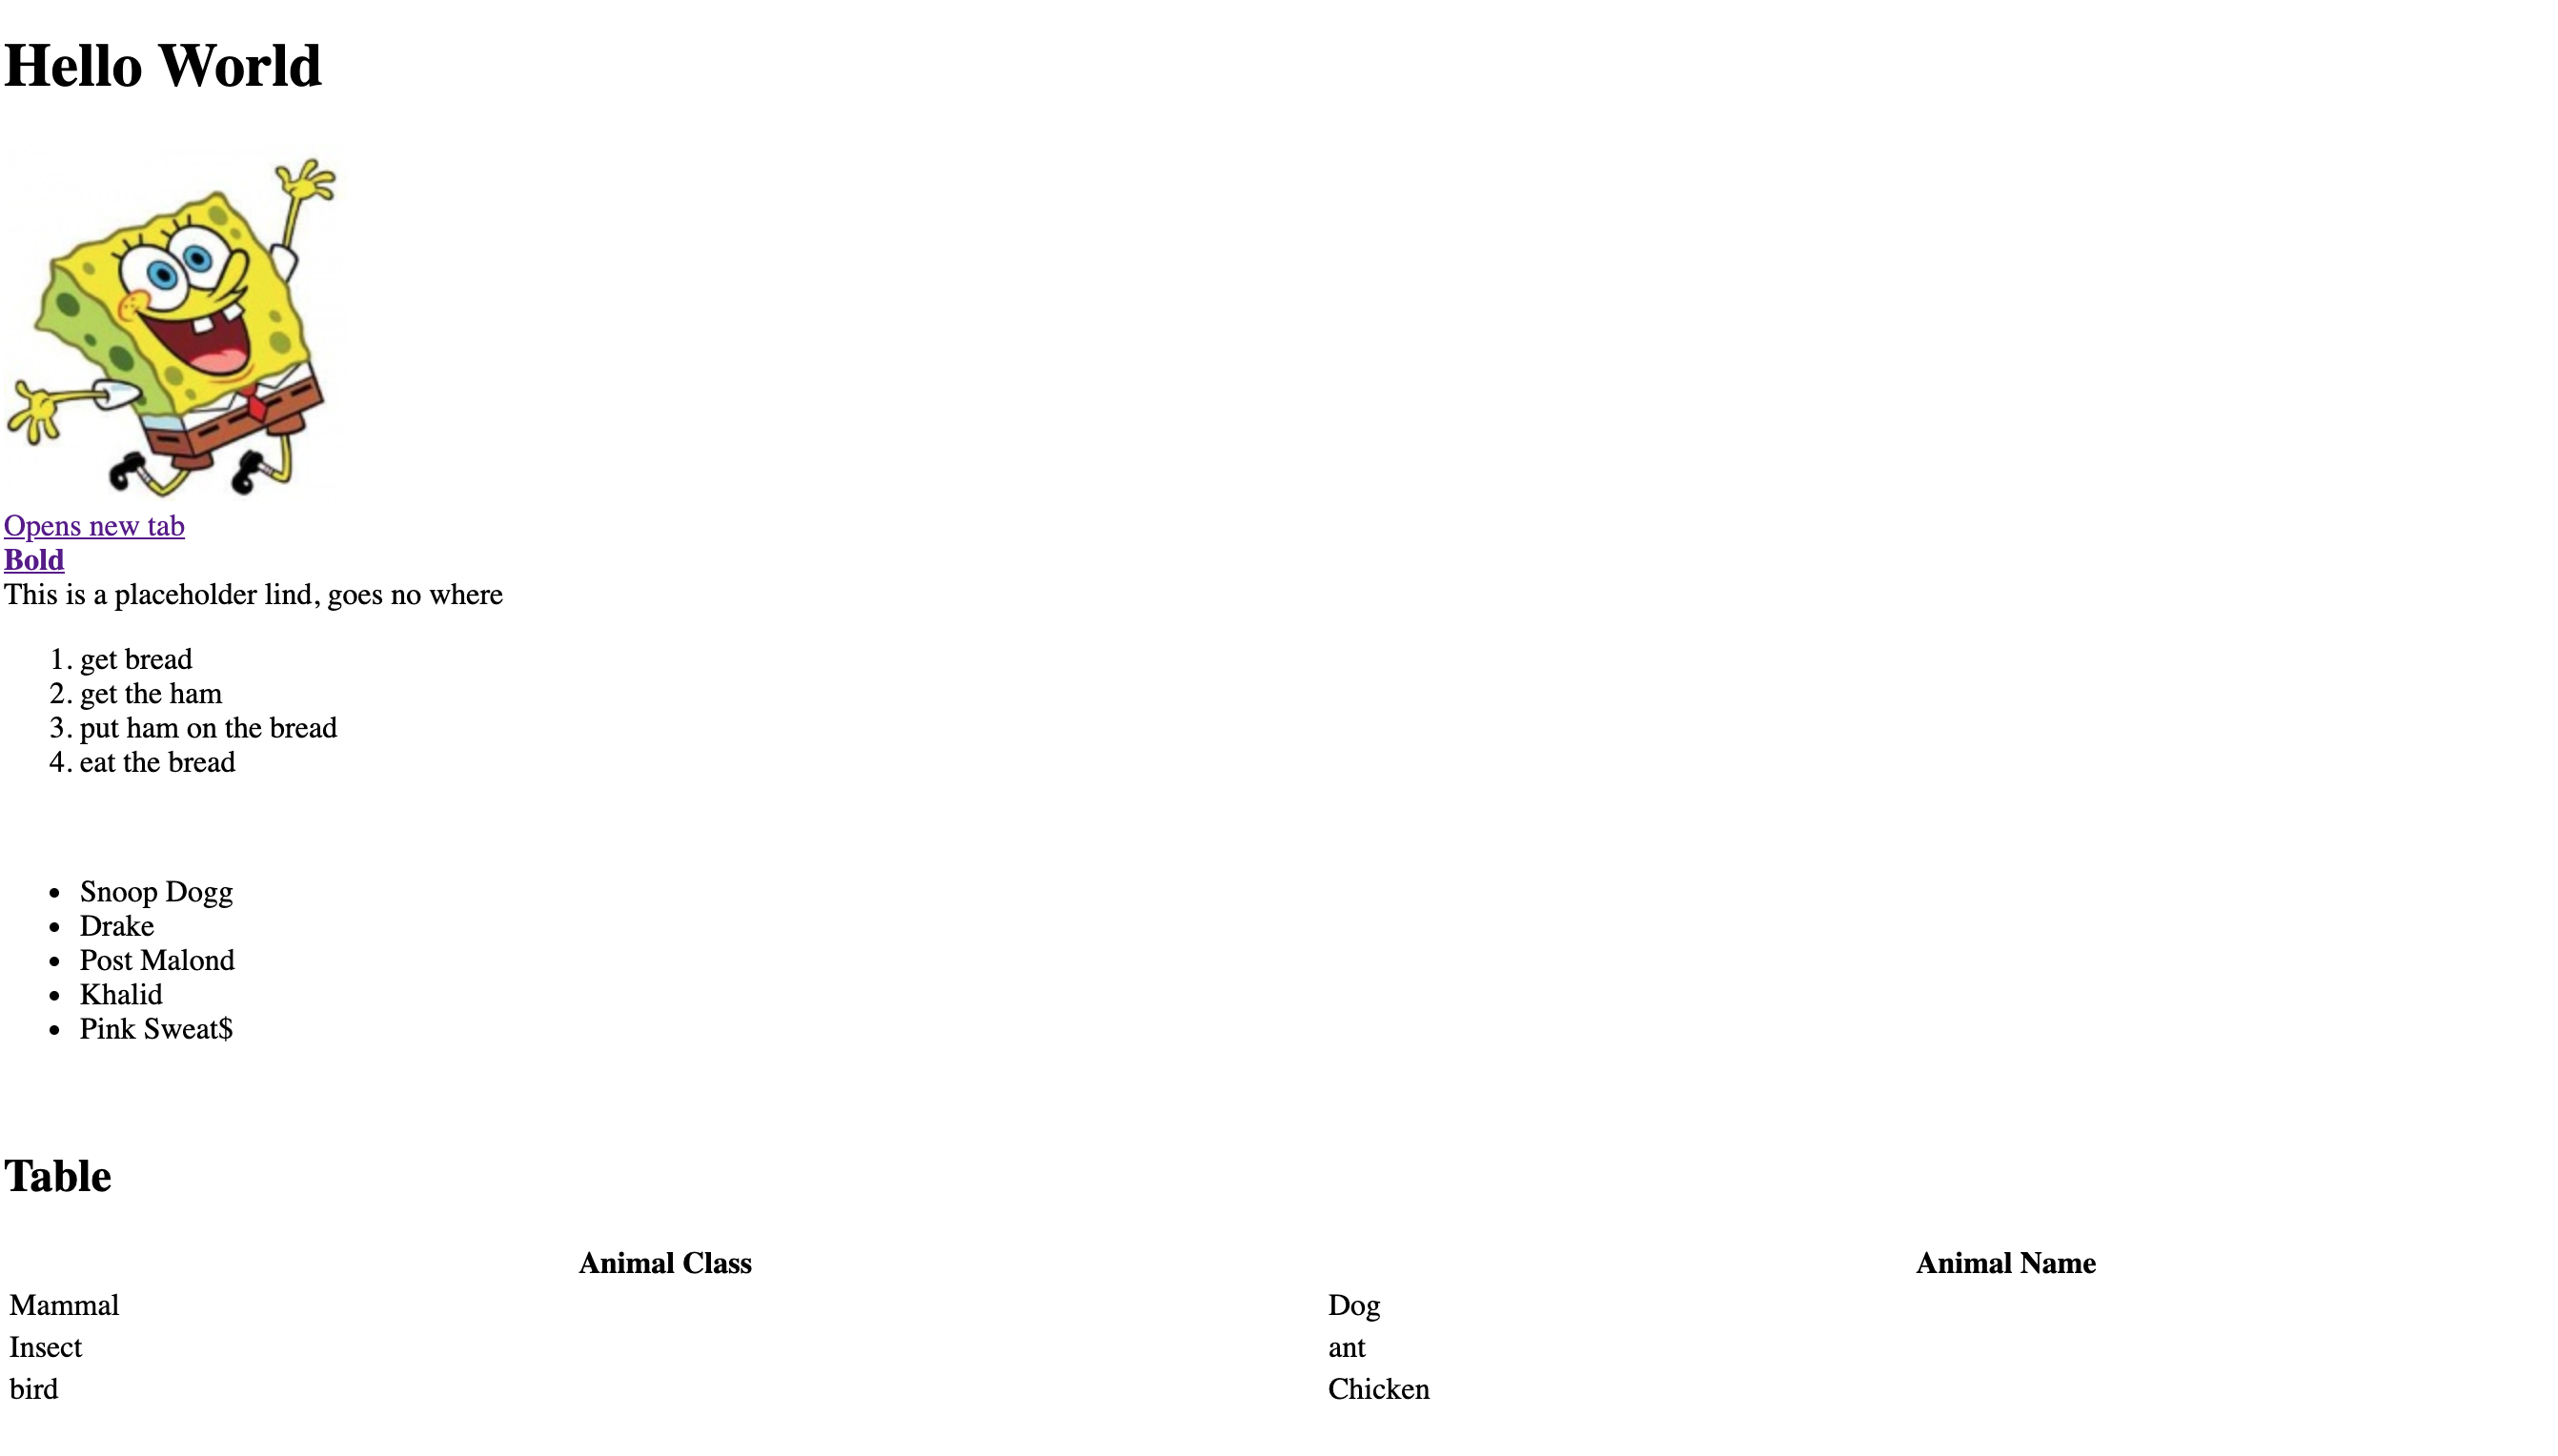 Hello World
Opens new tab
Bold
This is a placeholder lind, goes no where
1. get bread
2. get the ham
3. put ham on the bread
4. eat the bread
• Snoop Dogg
• Drake
• Post Malond
• Khalid
• Pink Sweat$
Table
Animal Class Animal Name
Mammal Dog
Insect ant
bird Chicken